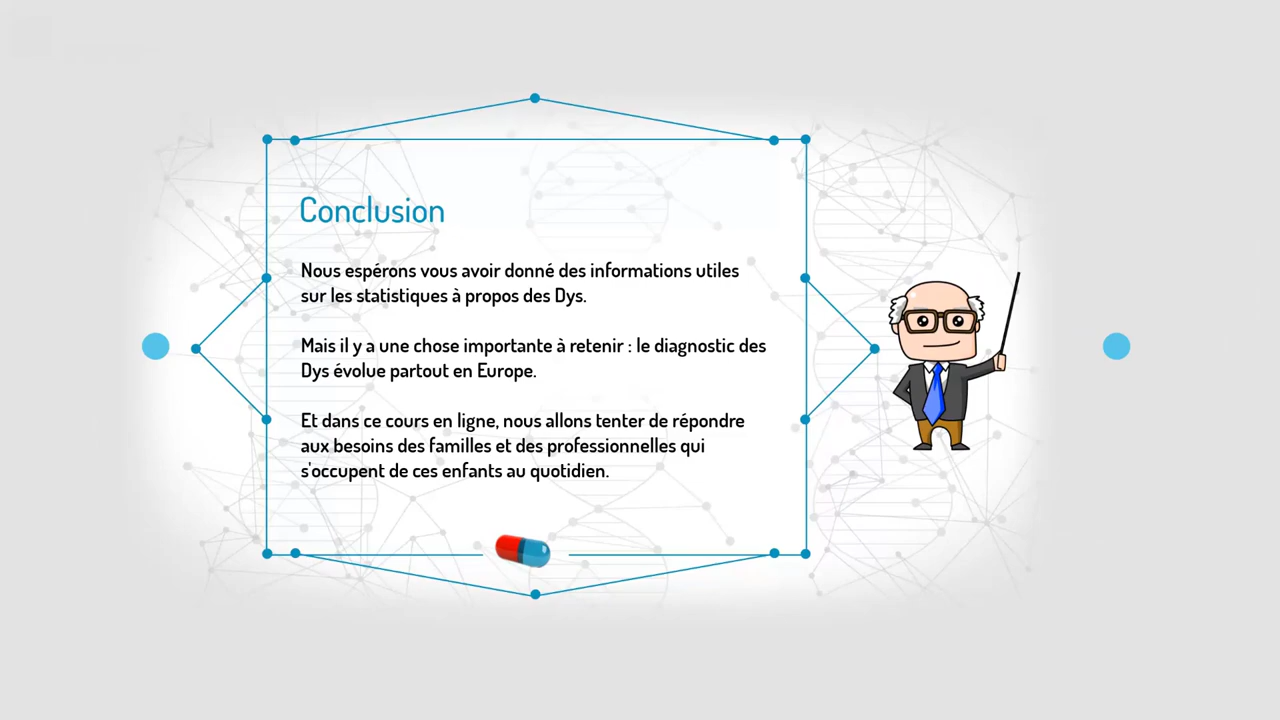 Conclusion
Nous espérons vous avoir donné des informations utiles
sur les statistiques à propos des Dys.
Mais il y a une chose importante à retenir : le diagnostic des
Dys évolue partout en Europe.
Et dans ce cours en ligne, nous allons tenter de répondre
aux besoins des familles et des professionnelles qui
s'occupent de ces enfants au quotidien.